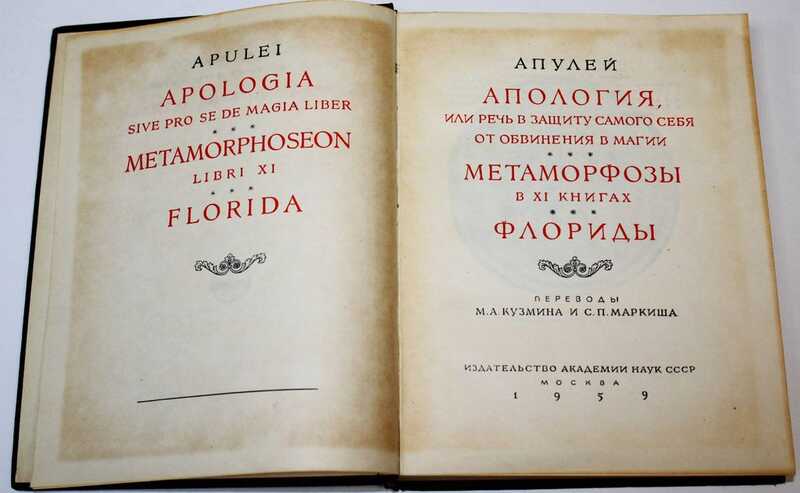 APULEI
APOLOGIA
SIVE PRO SE DE MAGIA LIBER
* * *
METAMORPHOSEON
LIBRI XI
* * *
FLORIDA
АПУЛЕЙ
АПОЛОГИЯ,
ИЛИ РЕЧЬ В ЗАЩИТУ САМОГО СЕБЯ
ОТ ОБВИНЕНИЯ В МАГИИ
* * *
МЕТАМОРФОЗЫ
В XI КНИГАХ
* * *
ФЛОРИДЫ
ПЕРЕВОДЫ
М.А.КУЗМИНА И С.П.МАРКИША
ИЗДАТЕЛЬСТВО АКАДЕМИИ НАУК СССР
МОСКВА
1959